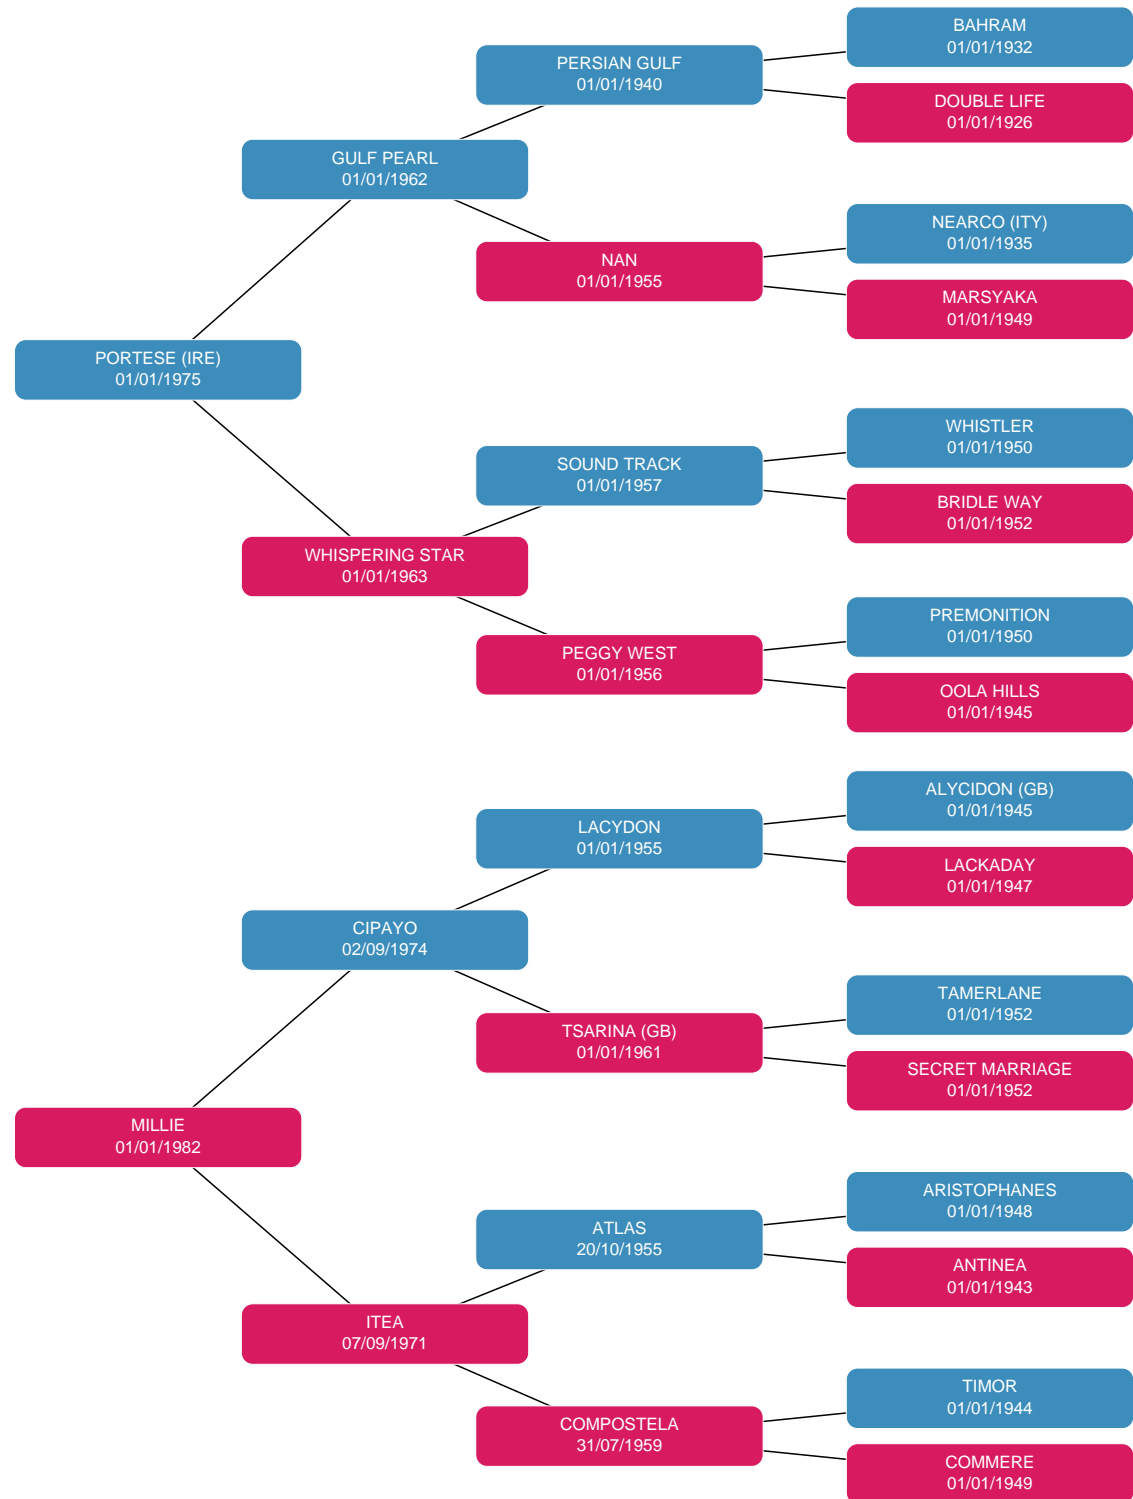 BAHRAM
01/01/1932
PERSIAN GULF
01/01/1940
DOUBLE LIFE
01/01/1926
GULF PEARL
01/01/1962
NEARCO (ITY)
01/01/1935
NAN
01/01/1955
MARSYAKA
01/01/1949
PORTESE (IRE)
01/01/1975
WHISTLER
01/01/1950
SOUND TRACK
01/01/1957
BRIDLE WAY
01/01/1952
WHISPERING STAR
01/01/1963
PREMONITION
01/01/1950
PEGGY WEST
01/01/1956
OOLA HILLS
01/01/1945
ALYCIDON (GB)
01/01/1945
LACYDON
01/01/1955
LACKADAY
01/01/1947
CIPAYO
02/09/1974
TAMERLANE
01/01/1952
TSARINA (GB)
01/01/1961
SECRET MARRIAGE
01/01/1952
MILLIE
01/01/1982
ARISTOPHANES
01/01/1948
ATLAS
20/10/1955
ANTINEA
01/01/1943
ITEA
07/09/1971
TIMOR
01/01/1944
COMPOSTELA
31/07/1959
COMMERE
01/01/1949